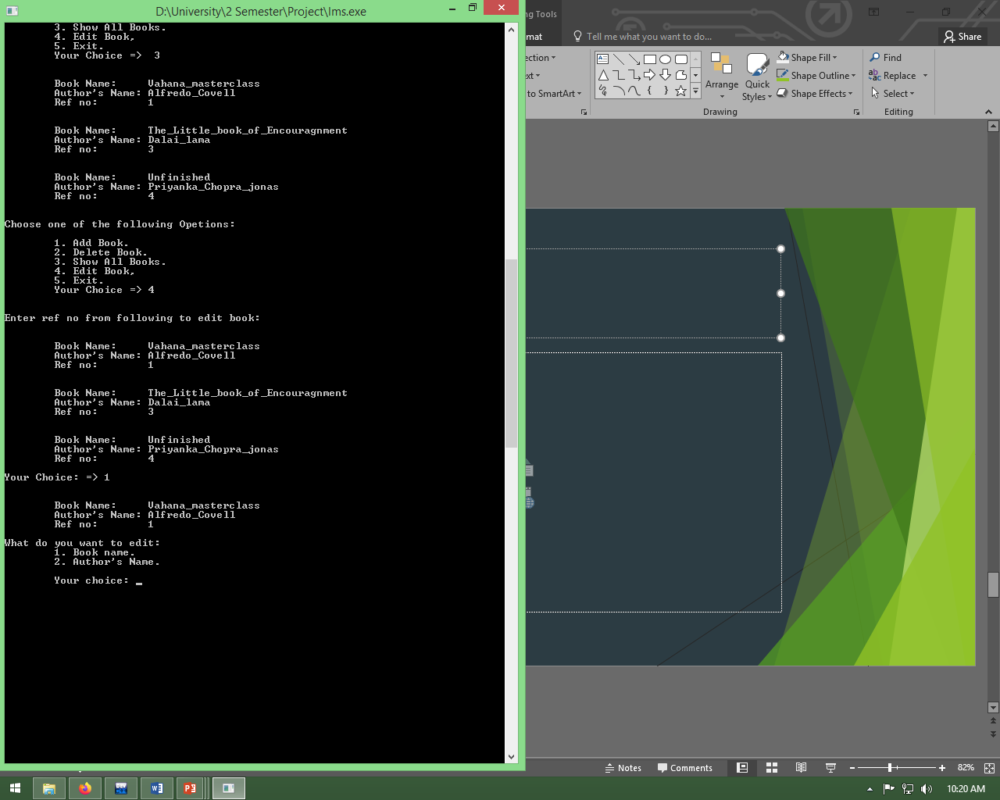 D:\University\2 Semester\Project\lms.exe
3. Show All Books.
4. Edit Book,
5. Exit.
Your Choice =>  3
Book Name:     Vahana_masterclass
Author's Name: Alfredo_Covell
Ref no:        1
Book Name:     The_Little_book_of_Encouragnment
Author's Name: Dalai_lama
Ref no:        3
Book Name:     Unfinished
Author's Name: Priyanka_Chopra_jonas
Ref no:        4
Choose one of the following Opetions:
1. Add Book.
2. Delete Book.
3. Show All Books.
4. Edit Book,
5. Exit.
Your Choice => 4
Enter ref no from following to edit book:
Book Name:     Vahana_masterclass
Author's Name: Alfredo_Covell
Ref no:        1
Book Name:     The_Little_book_of_Encouragnment
Author's Name: Dalai_lama
Ref no:        3
Book Name:     Unfinished
Author's Name: Priyanka_Chopra_jonas
Ref no:        4
Your Choice: => 1
Book Name:     Vahana_masterclass
Author's Name: Alfredo_Covell
Ref no:        1
What do you want to edit:
1. Book name.
2. Author's Name.
Your choice: _
ng Tools
mat
Tell me what you want to do...
Share
ection
ext
to SmartArt
Arrange
Quick Styles
Shape Fill
Shape Outline
Shape Effects
Drawing
Find
Replace
Select
Editing
Notes
Comments
82%
10:20 AM